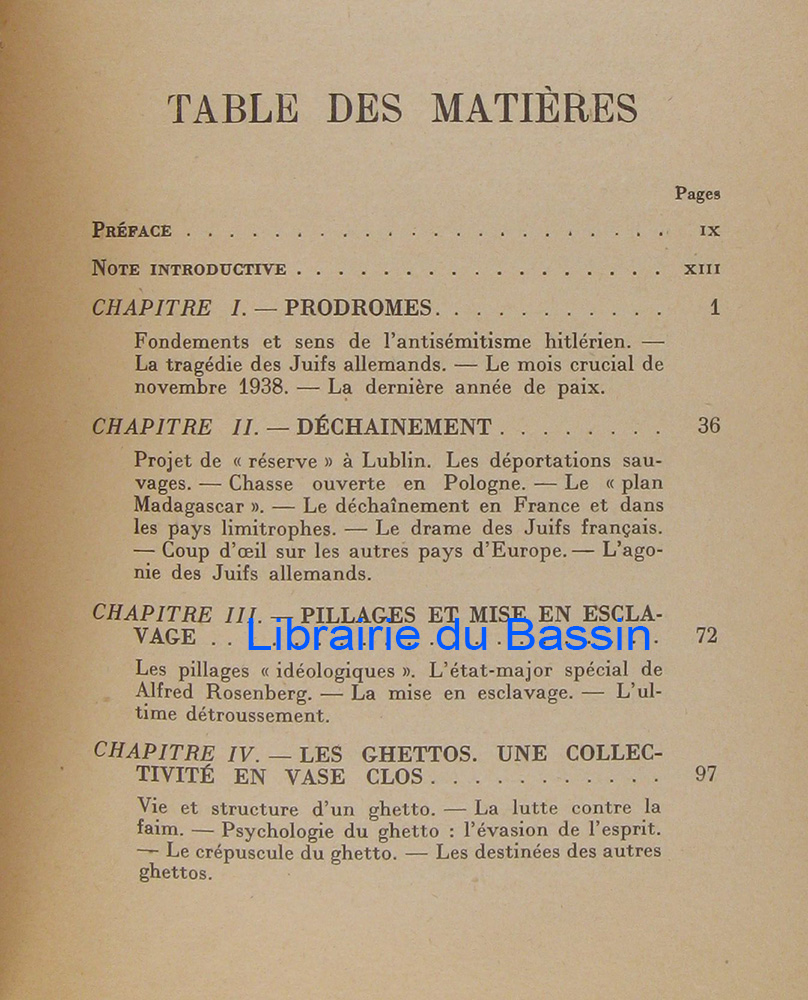 TABLE DES MATIÈRES
Pages
PRÉFACE . . . . . . . . . . . . . . . . . . . . . . IX
NOTE INTRODUCTIVE . . . . . . . . . . . . . . . . . XIII
CHAPITRE I. — PRODROMES. . . . . . . . . . . 1
Fondements et sens de l'antisémitisme hitlérien. —
La tragédie des Juifs allemands. — Le mois crucial de
novembre 1938. — La dernière année de paix.
CHAPITRE II. — DÉCHAINEMENT . . . . . . . . 36
Projet de « réserve » à Lublin. Les déportations sau-
vages. — Chasse ouverte en Pologne. — Le « plan
Madagascar ». — Le déchaînement en France et dans
les pays limitrophes. — Le drame des Juifs français.
— Coup d'œil sur les autres pays d'Europe. — L'ago-
nie des Juifs allemands.
CHAPITRE III. — PILLAGES ET MISE EN ESCLA-
VAGE . . . . . . . . . . . . . . . . . . . 72
Librairie du Bassin
Les pillages « idéologiques ». L'état-major spécial de
Alfred Rosenberg. — La mise en esclavage. — L'ul-
time détroussement.
CHAPITRE IV. — LES GHETTOS. UNE COLLEC-
TIVITÉ EN VASE CLOS . . . . . . . . . . . 97
Vie et structure d'un ghetto. — La lutte contre la
faim. — Psychologie du ghetto : l'évasion de l'esprit.
— Le crépuscule du ghetto. — Les destinées des autres
ghettos.